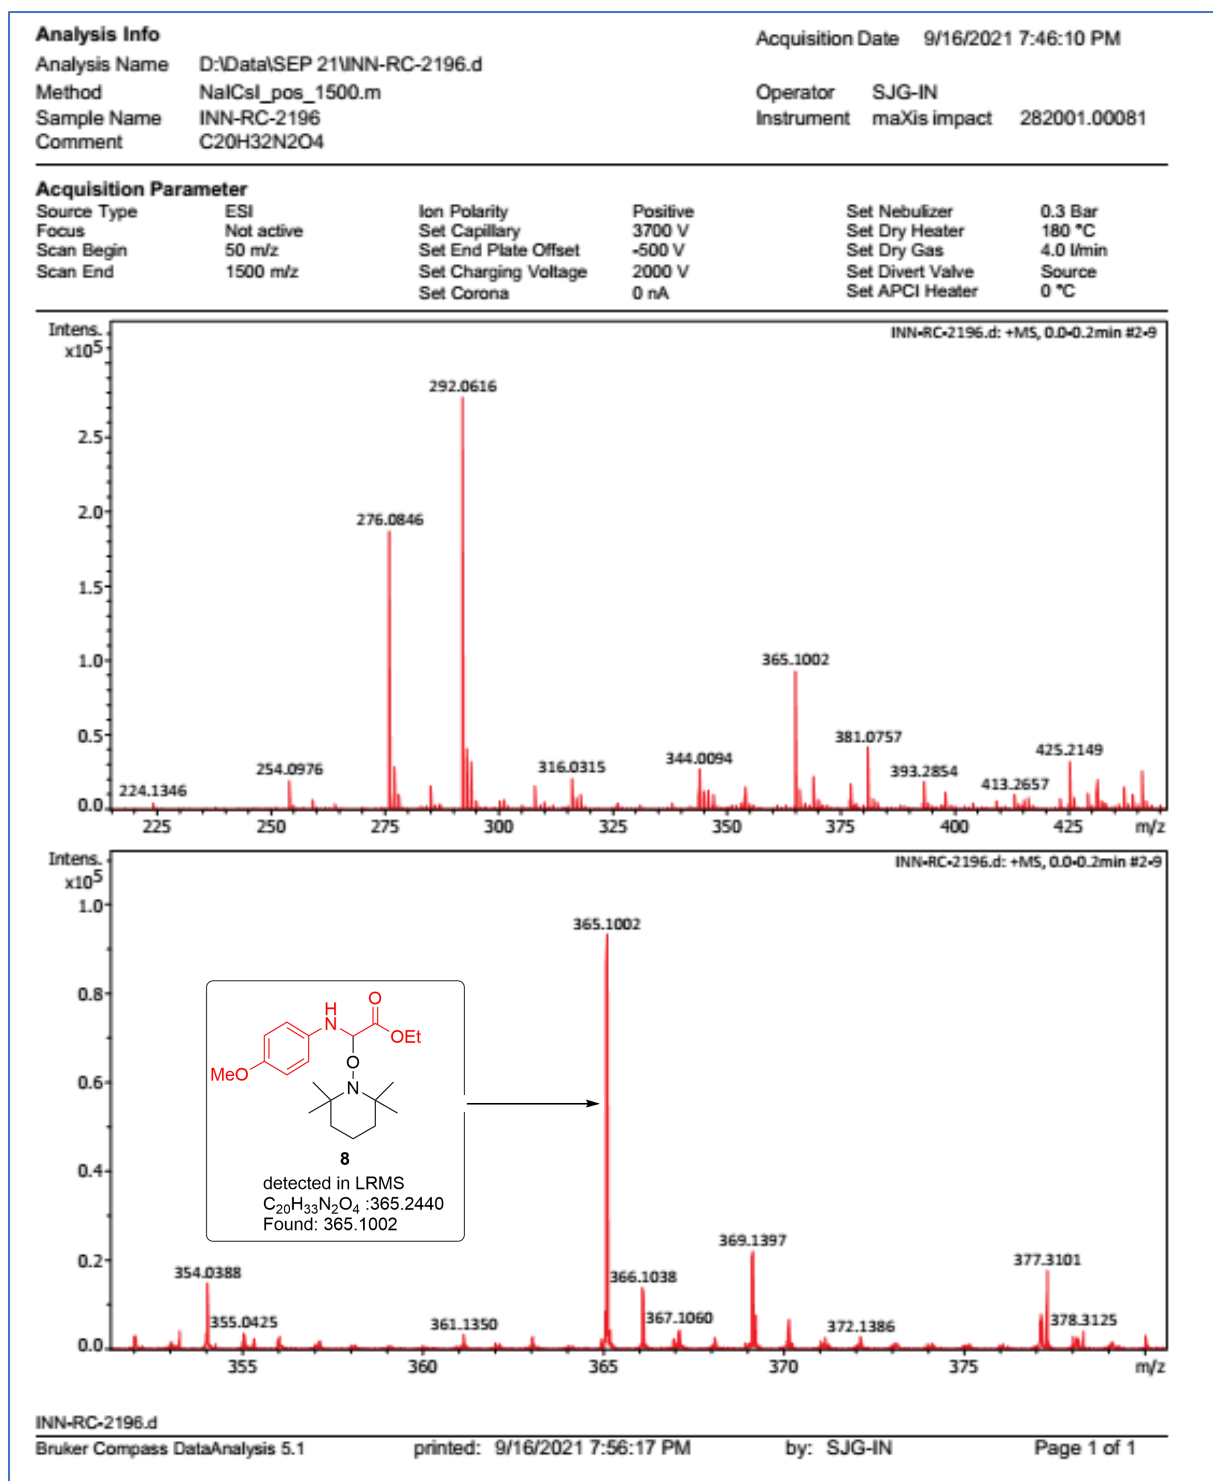 Analysis Info
Acquisition Date 9/16/2021 7:46:10 PM
Analysis Name D:\Data\SEP 21\INN-RC-2196.d
Method NaICsI_pos_1500.m Operator SJG-IN
Sample Name INN-RC-2196 Instrument maXis impact 282001.00081
Comment C20H32N2O4
Acquisition Parameter
Source Type ESI Ion Polarity Positive Set Nebulizer 0.3 Bar
Focus Not active Set Capillary 3700 V Set Dry Heater 180 °C
Scan Begin 50 m/z Set End Plate Offset -500 V Set Dry Gas 4.0 l/min
Scan End 1500 m/z Set Charging Voltage 2000 V Set Divert Valve Source
Set Corona 0 nA Set APCI Heater 0 °C
Intens. INN-RC-2196.d: +MS, 0.0-0.2min #2-9
x10⁵
292.0616
2.5
2.0
276.0846
1.5
1.0
365.1002
0.5
381.0757
425.2149
344.0094
316.0315
254.0976
393.2854
413.2657
224.1346
0.0
225 250 275 300 325 350 375 400 425 m/z
Intens. INN-RC-2196.d: +MS, 0.0-0.2min #2-9
x10⁵
1.0
365.1002
0.8
H
N
O
OEt
MeO
O
N
0.6
8
detected in LRMS
C₂₀H₃₃N₂O₄ :365.2440
Found: 365.1002
0.4
0.2
369.1397
377.3101
354.0388
366.1038
355.0425
361.1350
367.1060
372.1386
378.3125
0.0
355 360 365 370 375 m/z
INN-RC-2196.d
Bruker Compass DataAnalysis 5.1 printed: 9/16/2021 7:56:17 PM by: SJG-IN Page 1 of 1